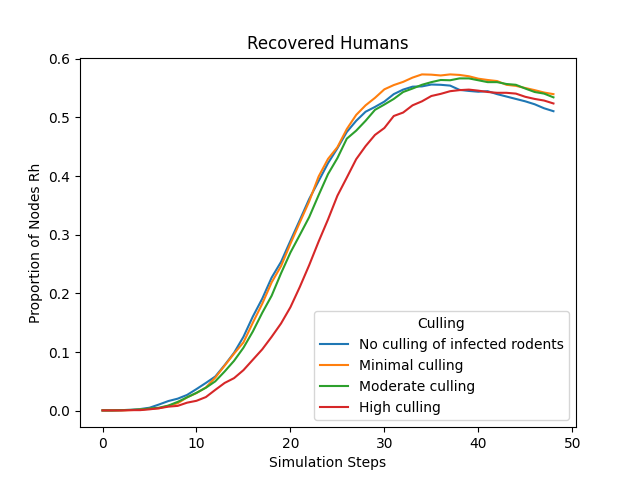 Recovered Humans
Proportion of Nodes Rh
0.6
0.5
0.4
0.3
0.2
0.1
0.0
Culling
No culling of infected rodents
Minimal culling
Moderate culling
High culling
0 10 20 30 40 50
Simulation Steps